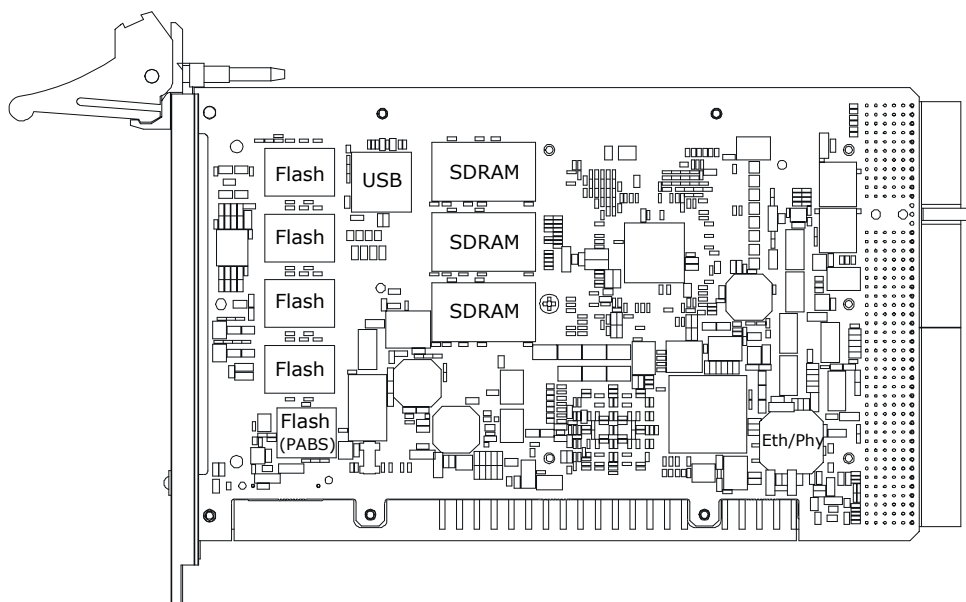 Flash
USB
SDRAM
Flash
SDRAM
Flash
SDRAM
Flash
Flash
(PABS)
Eth/Phy